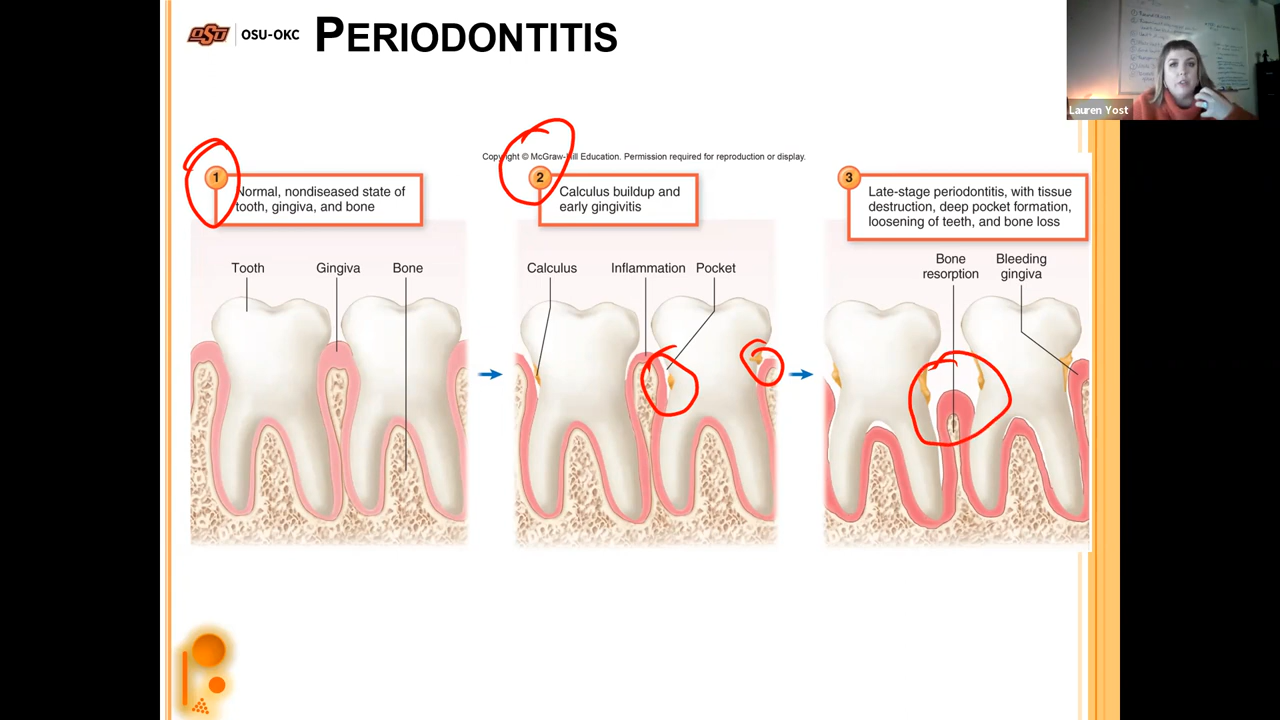 OSU
OSU-OKC
PERIODONTITIS
Lauren Yost
Copyright © McGraw-Hill Education. Permission required for reproduction or display.
1
Normal, nondiseased state of
tooth, gingiva, and bone
2
Calculus buildup and
early gingivitis
3
Late-stage periodontitis, with tissue
destruction, deep pocket formation,
loosening of teeth, and bone loss
Tooth
Gingiva
Bone
Calculus
Inflammation
Pocket
Bone
resorption
Bleeding
gingiva